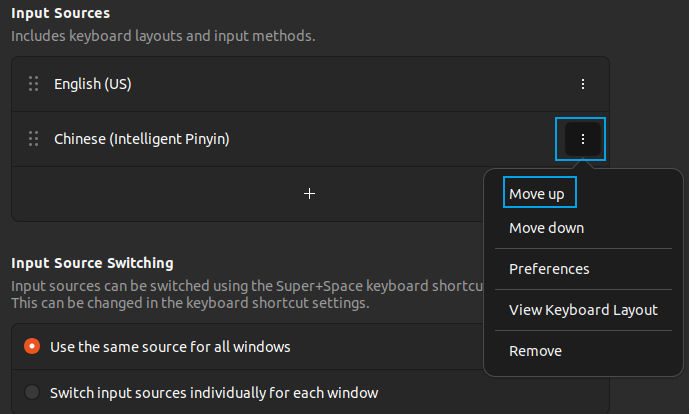 Input Sources
Includes keyboard layouts and input methods.
English (US)
Chinese (Intelligent Pinyin)
Move up
Move down
Preferences
View Keyboard Layout
Remove
Input Source Switching
Input sources can be switched using the Super+Space keyboard
This can be changed in the keyboard shortcut settings.
Use the same source for all windows
Switch input sources individually for each window